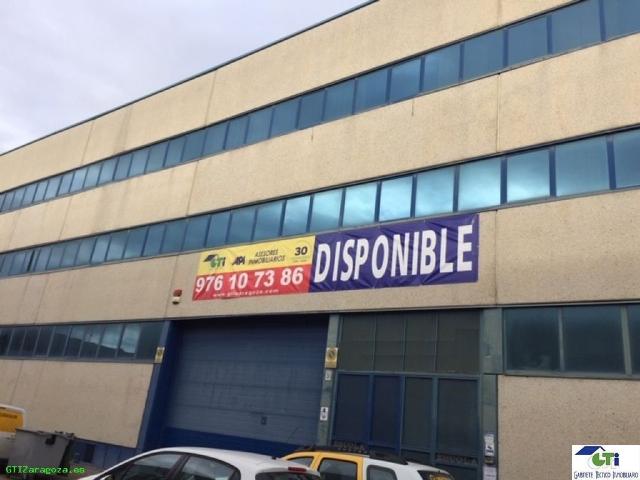 GTi
APi
ASESORES
INMOBILIARIOS
30
976 10 73 86
www.gtizaragoza.com
DISPONIBLE
GTIZaragoza.es
GTi
GABINETE TÉCNICO INMOBILIARIO